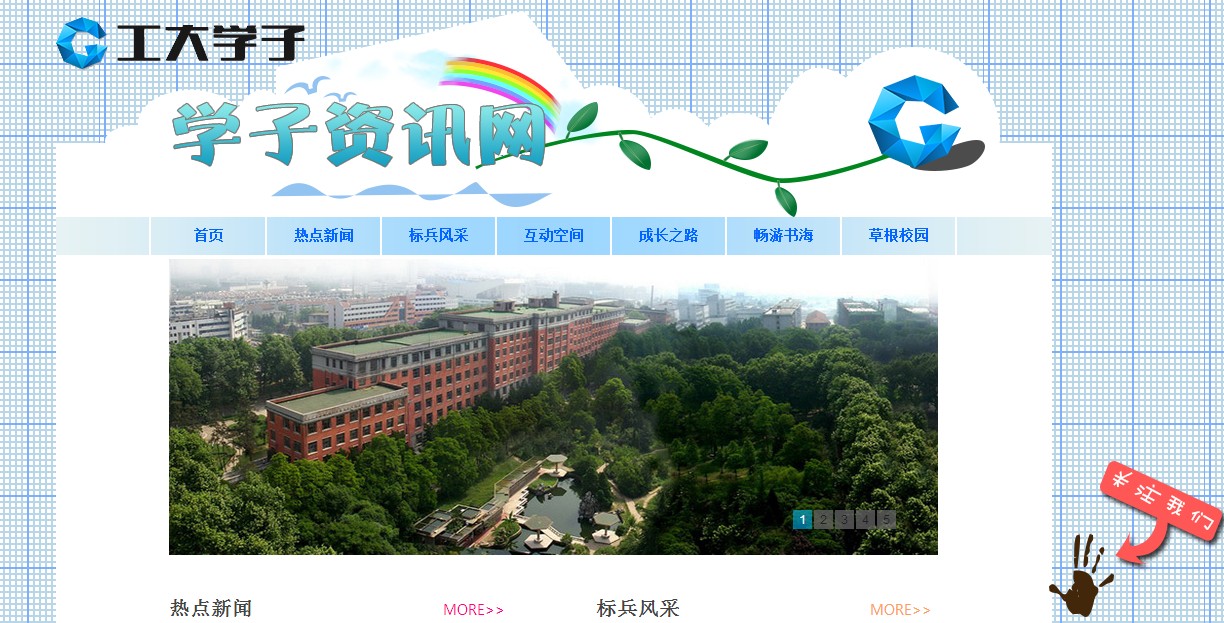 工大学子
学子资讯网
首页 热点新闻 标兵风采 互动空间 成长之路 畅游书海 草根校园
1 2 3 4 5
关注我们
热点新闻 MORE>> 标兵风采 MORE>>